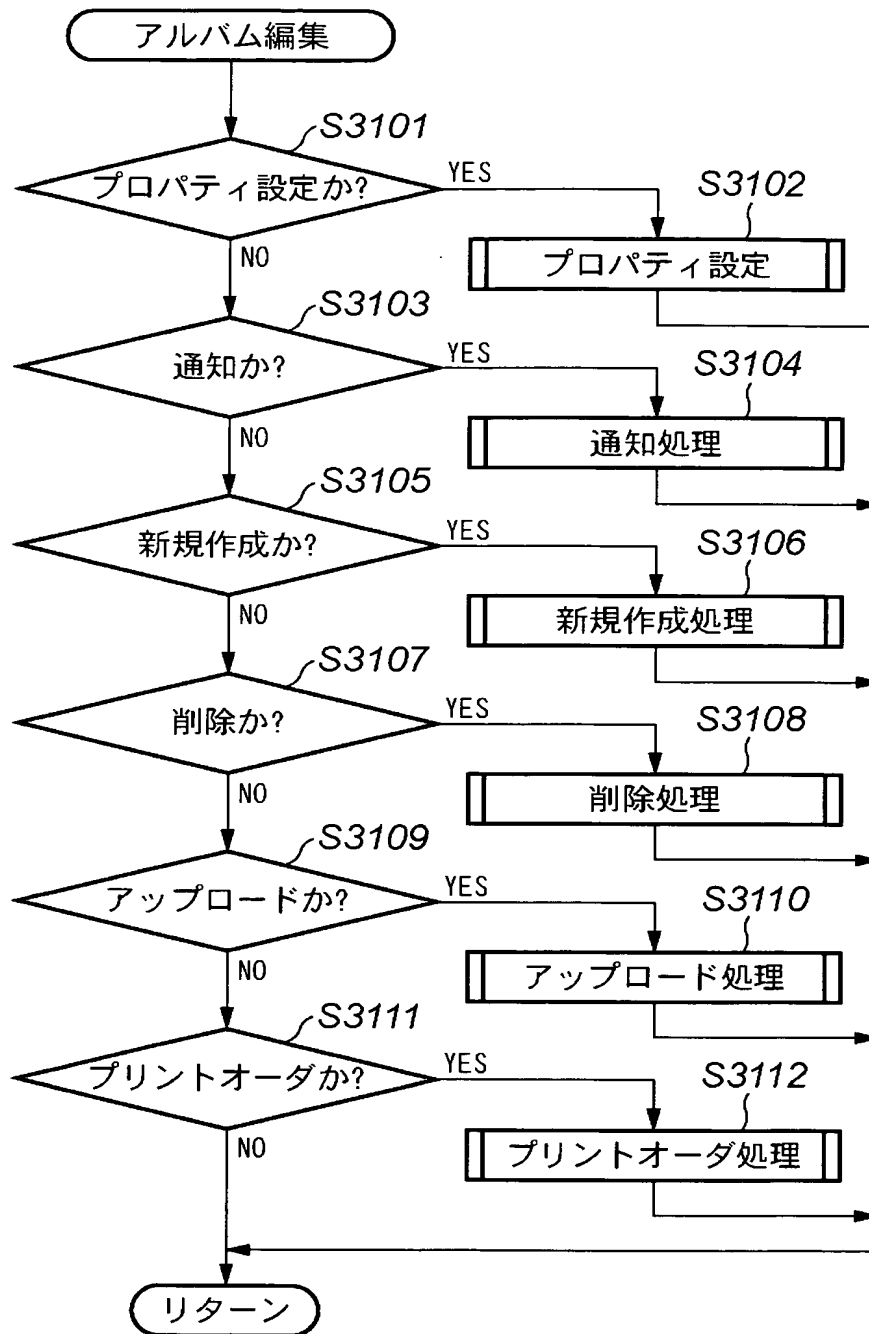 アルバム編集
S3101
プロパティ設定か?
YES
NO
S3102
プロパティ設定
S3103
通知か?
YES
NO
S3104
通知処理
S3105
新規作成か?
YES
NO
S3106
新規作成処理
S3107
削除か?
YES
NO
S3108
削除処理
S3109
アップロードか?
YES
NO
S3110
アップロード処理
S3111
プリントオーダか?
YES
NO
S3112
プリントオーダ処理
リターン